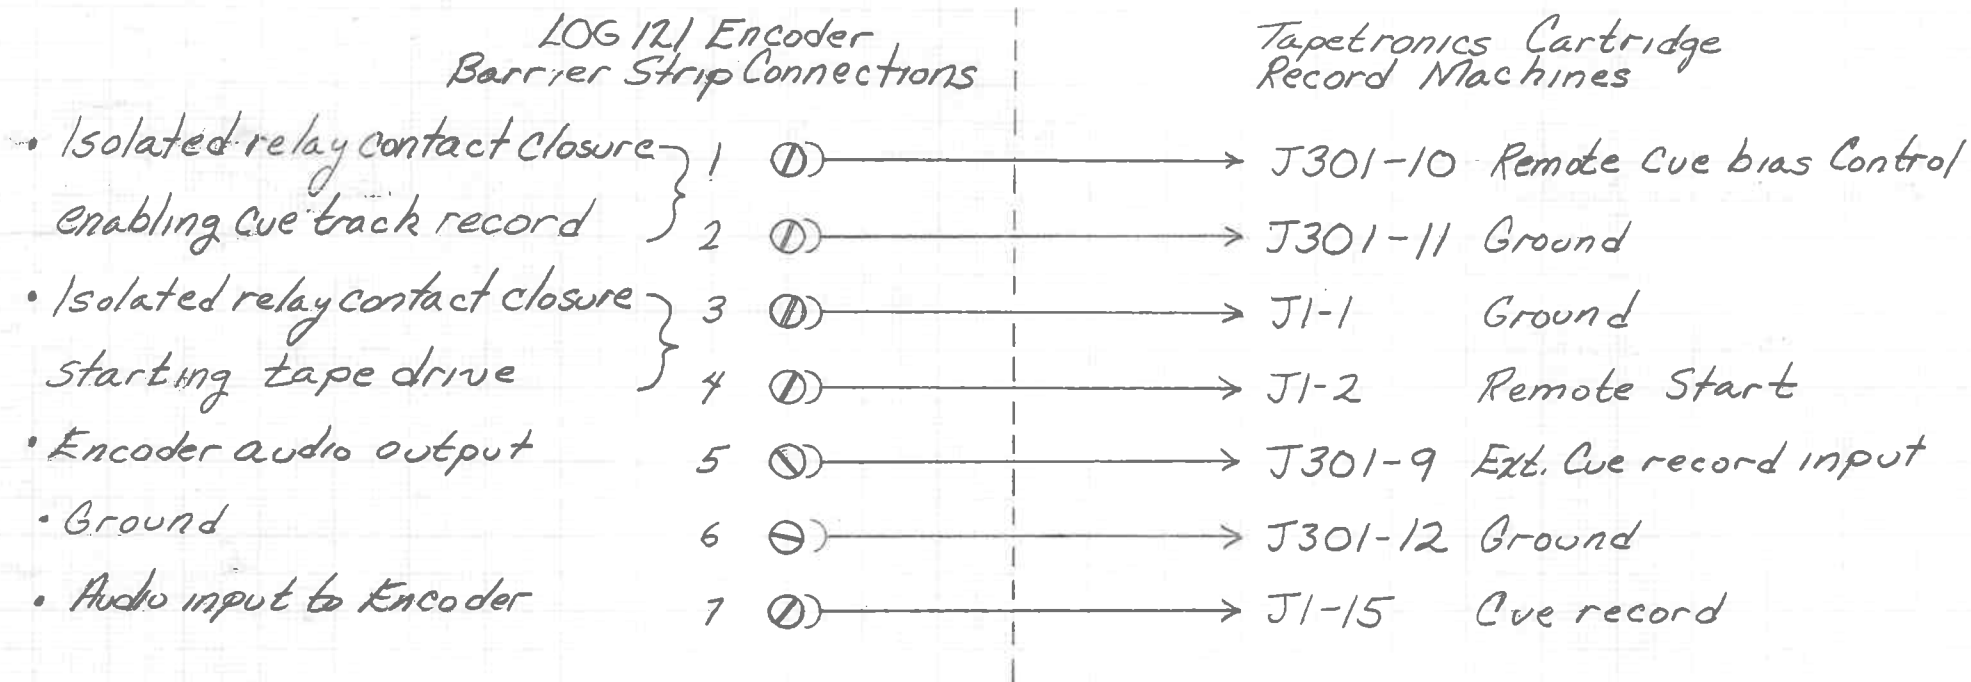 LOG 121 Encoder
Barrier Strip Connections
Tapetronics Cartridge
Record Machines
• Isolated relay contact closure
enabling cue track record
1 J301-10 Remote Cue bias Control
2 J301-11 Ground
• Isolated relay contact closure
starting tape drive
3 J1-1 Ground
4 J1-2 Remote Start
• Encoder audio output 5 J301-9 Ext. Cue record input
• Ground 6 J301-12 Ground
• Audio input to Encoder 7 J1-15 Cue record